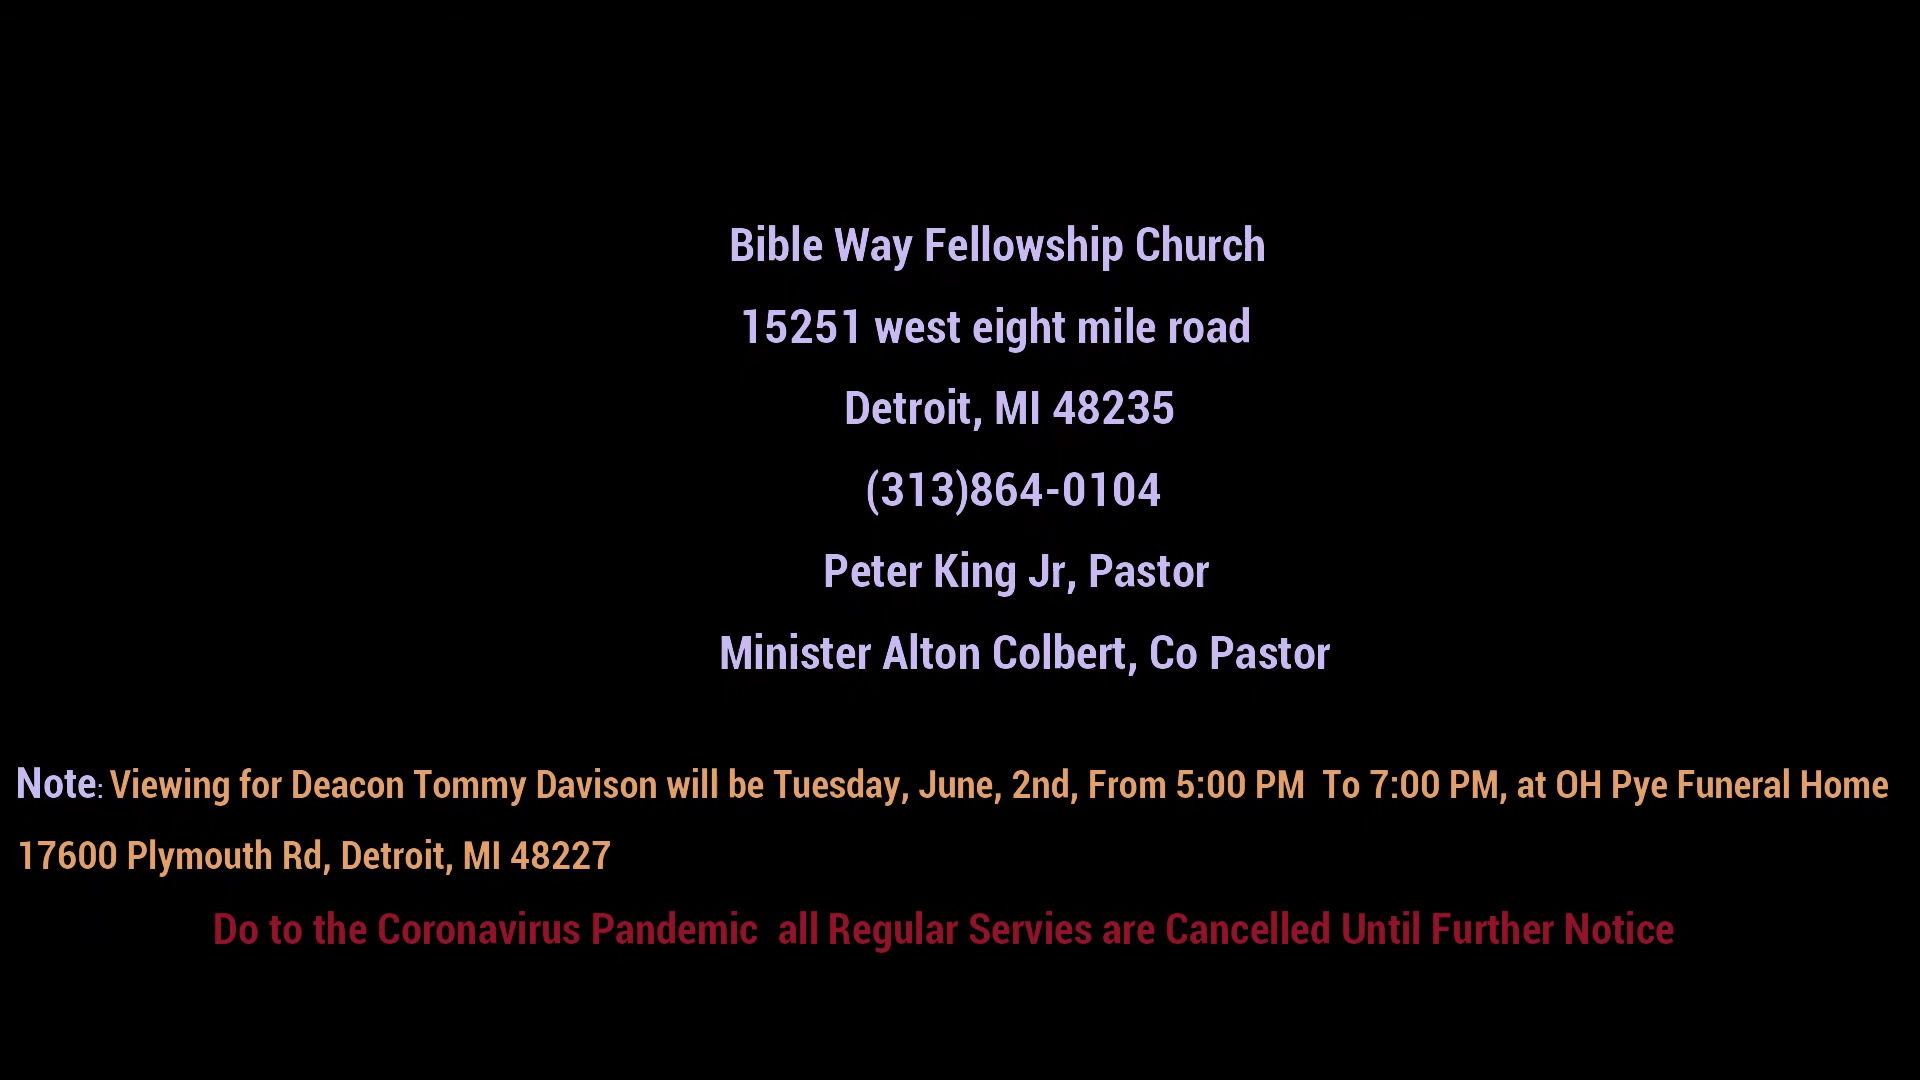 Bible Way Fellowship Church
15251 west eight mile road
Detroit, MI 48235
(313)864-0104
Peter King Jr, Pastor
Minister Alton Colbert, Co Pastor
Note: Viewing for Deacon Tommy Davison will be Tuesday, June, 2nd, From 5:00 PM  To 7:00 PM, at OH Pye Funeral Home
17600 Plymouth Rd, Detroit, MI 48227
Do to the Coronavirus Pandemic  all Regular Servies are Cancelled Until Further Notice